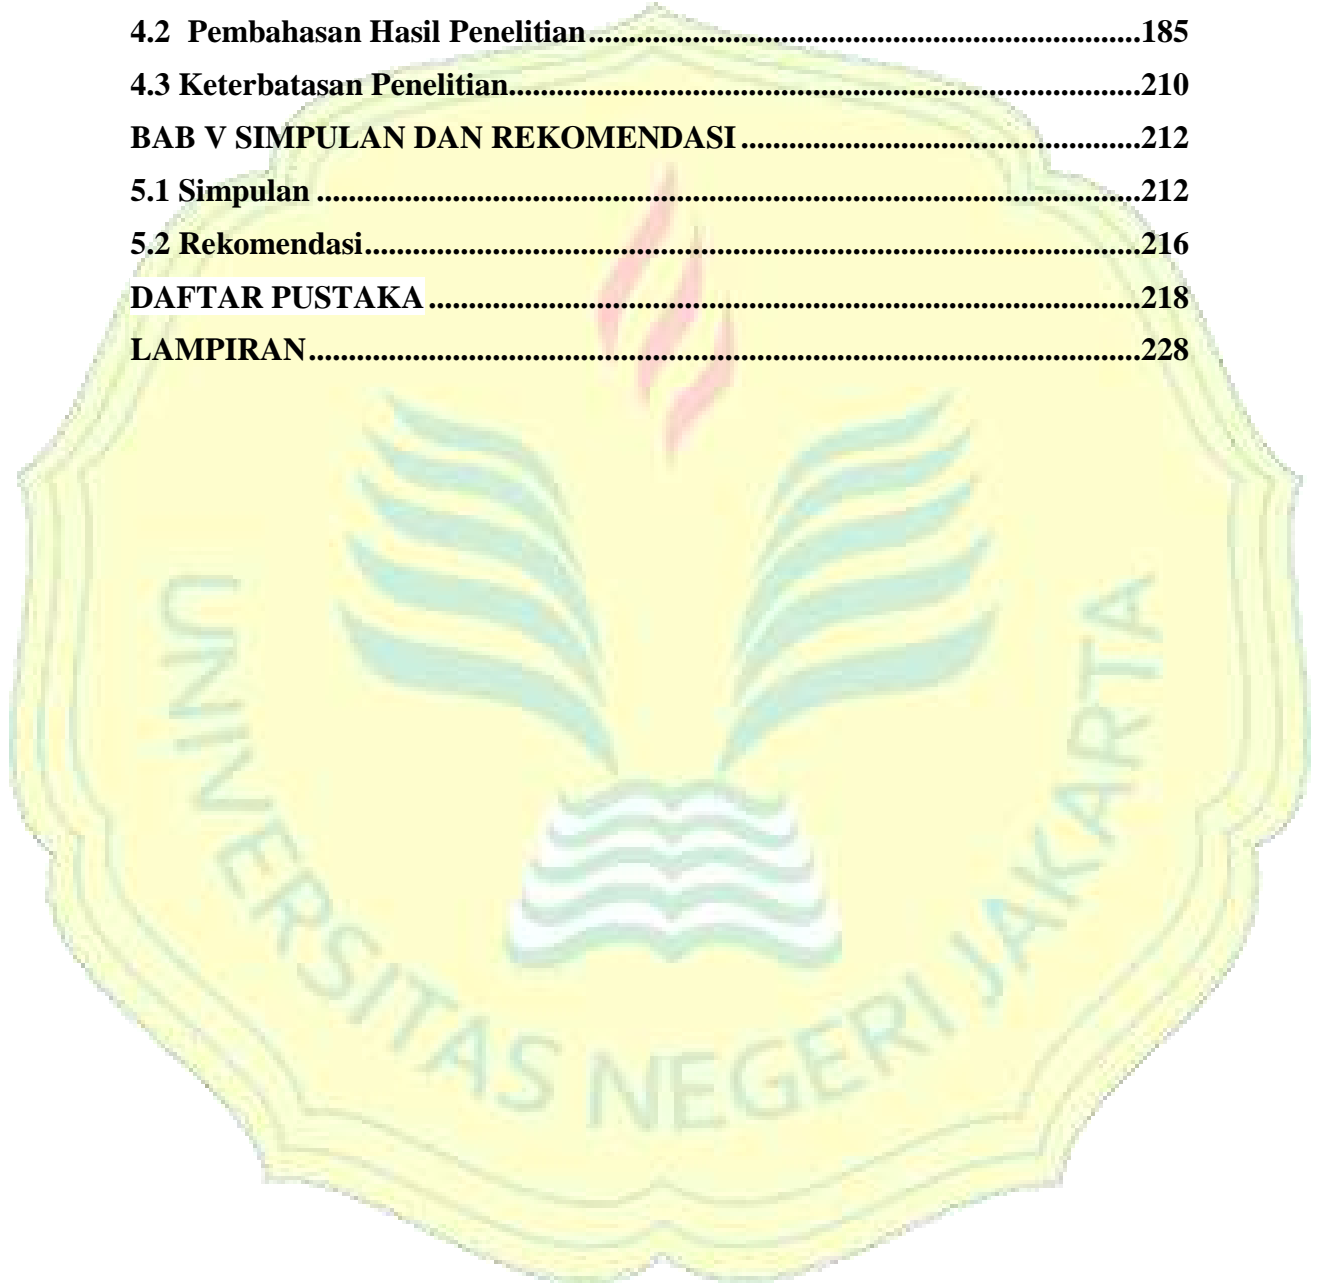 4.2 Pembahasan Hasil Penelitian....................................................................185
4.3 Keterbatasan Penelitian.............................................................................210
BAB V SIMPULAN DAN REKOMENDASI.................................................212
5.1 Simpulan ....................................................................................................212
5.2 Rekomendasi..............................................................................................216
DAFTAR PUSTAKA.......................................................................................218
LAMPIRAN......................................................................................................228
UNIVERSITAS NEGERI JAKARTA